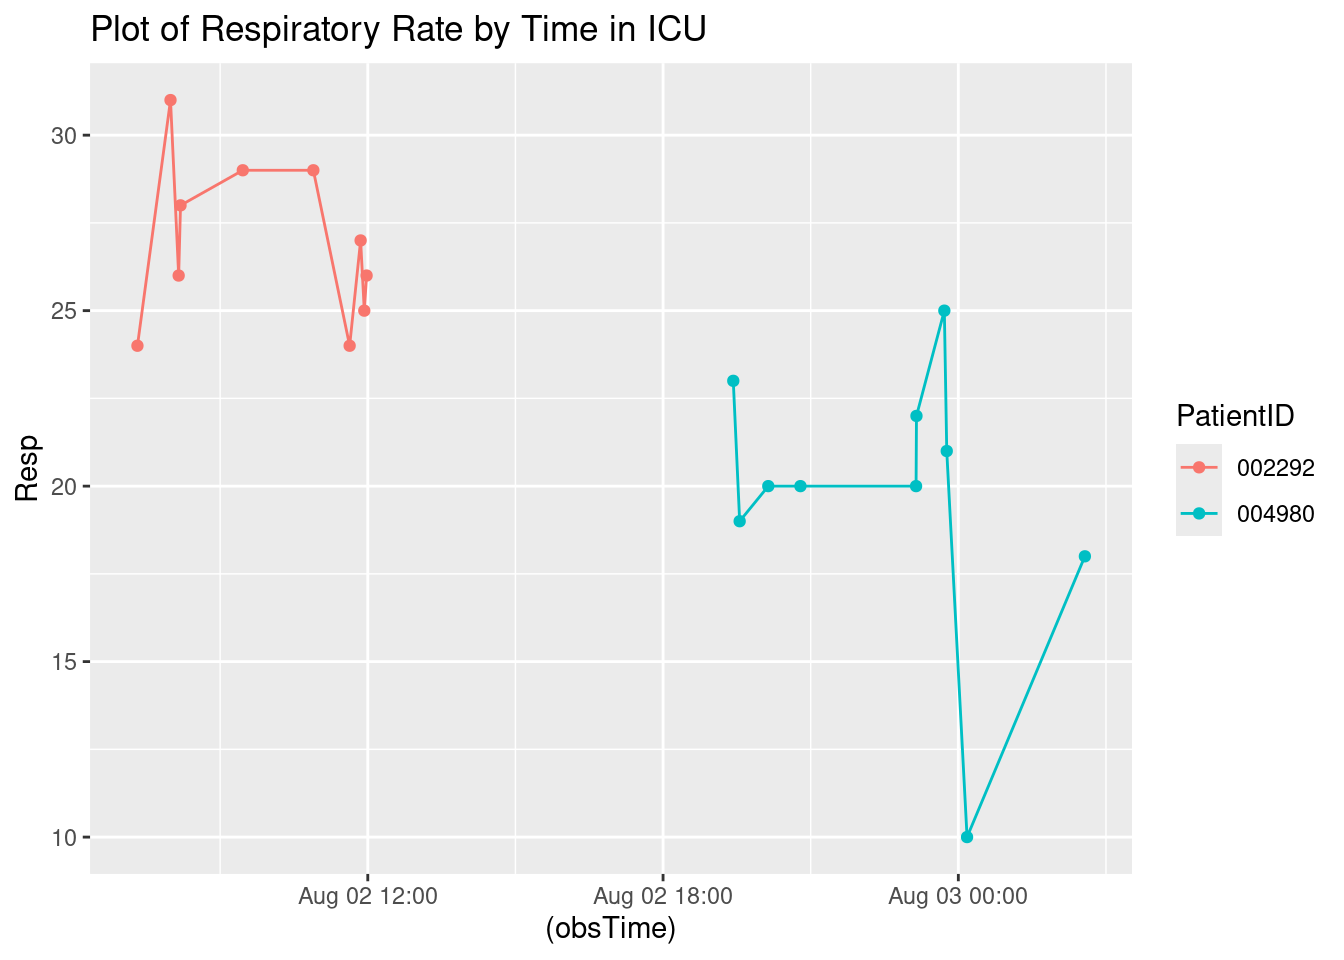 Plot of Respiratory Rate by Time in ICU
30
25
20
15
10
Resp
Aug 02 12:00
Aug 02 18:00
Aug 03 00:00
(obsTime)
PatientID
002292
004980